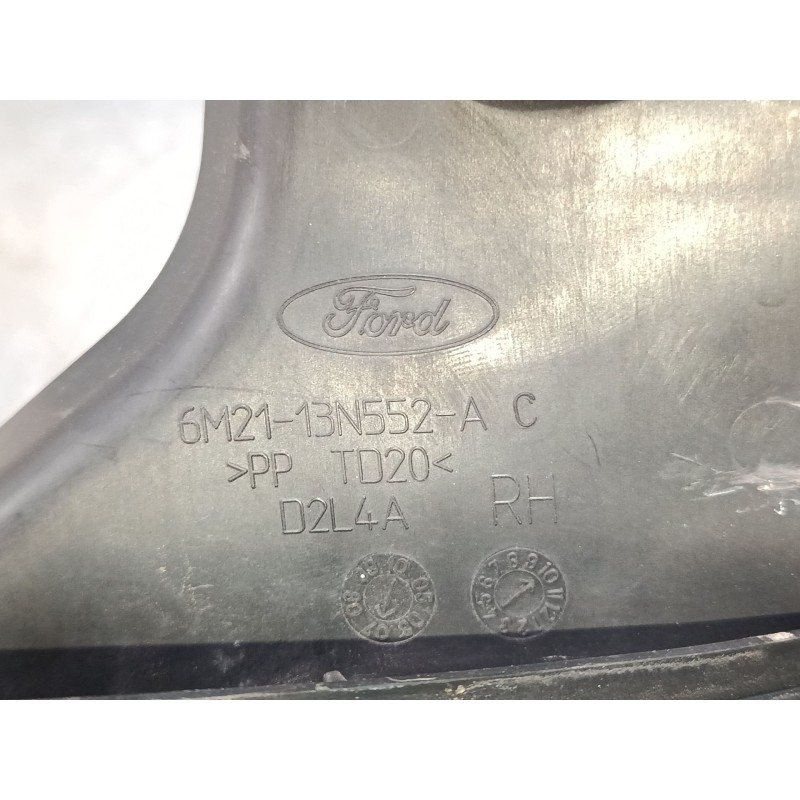 Ford
6M21-13N552-A C
>PP TD20<
D2L4A RH